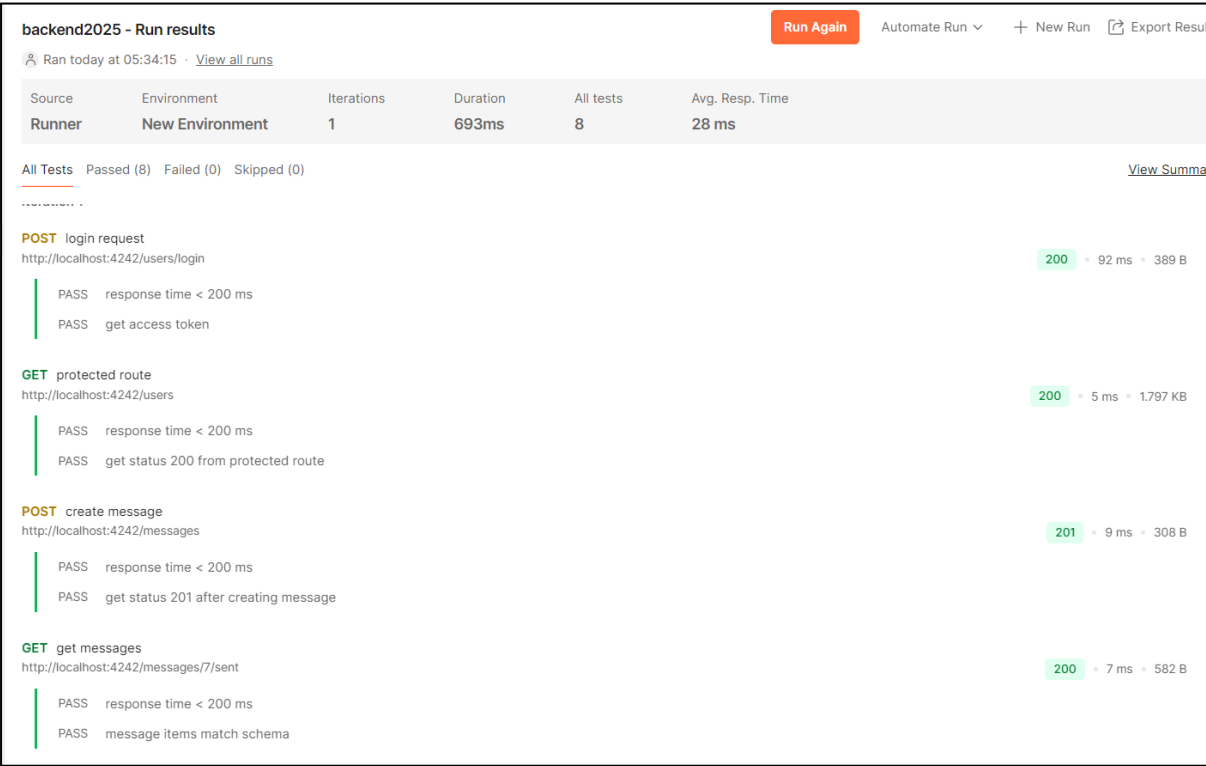 backend2025 - Run results
Run Again Automate Run + New Run Export Resul
Ran today at 05:34:15 · View all runs
Source Environment Iterations Duration All tests Avg. Resp. Time
Runner New Environment 1 693ms 8 28 ms
All Tests Passed (8) Failed (0) Skipped (0) View Summa
POST login request
http://localhost:4242/users/login 200 • 92 ms • 389 B
PASS response time < 200 ms
PASS get access token
GET protected route
http://localhost:4242/users 200 • 5 ms • 1.797 KB
PASS response time < 200 ms
PASS get status 200 from protected route
POST create message
http://localhost:4242/messages 201 • 9 ms • 308 B
PASS response time < 200 ms
PASS get status 201 after creating message
GET get messages
http://localhost:4242/messages/7/sent 200 • 7 ms • 582 B
PASS response time < 200 ms
PASS message items match schema